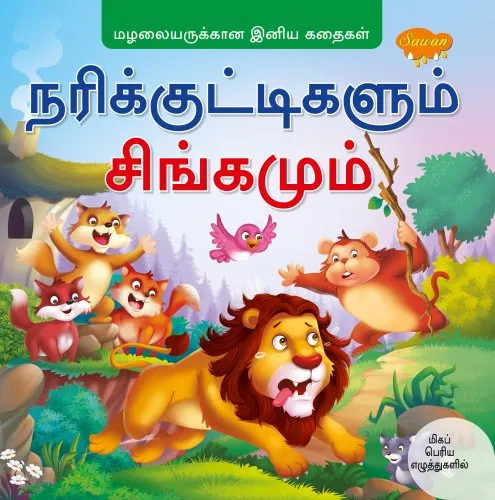 மழலையருக்கான இனிய கதைகள்
Sawan
நரிக்குட்டிகளும்
சிங்கமும்
மிகப்
பெரிய
எழுத்துகளில்